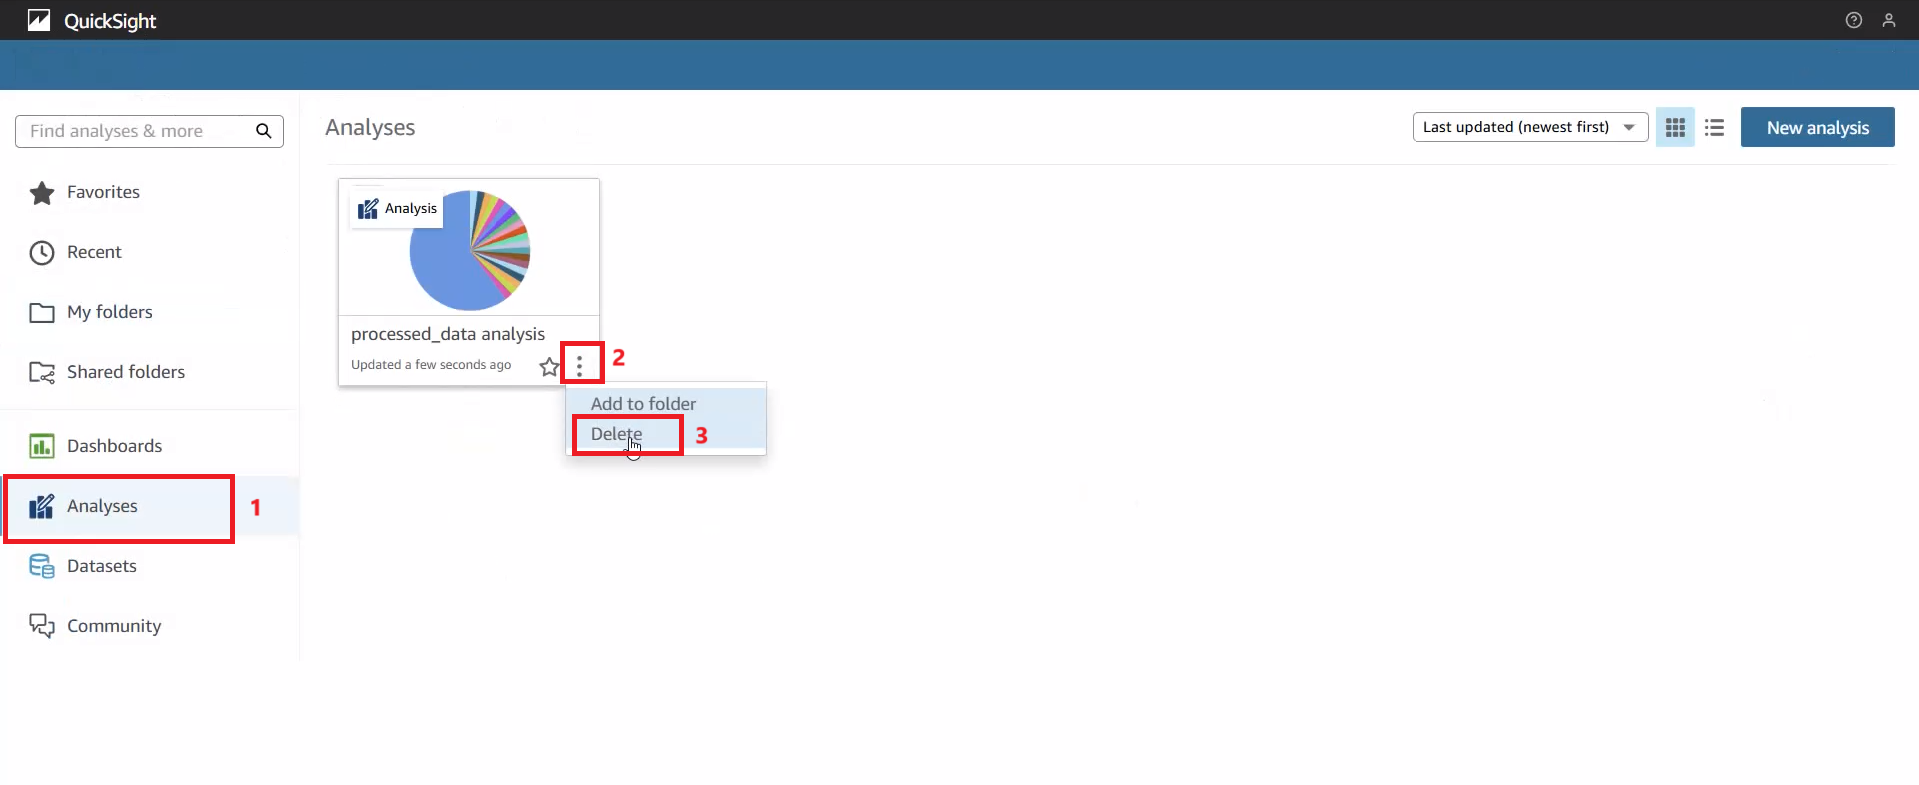 QuickSight
Find analyses & more
Analyses
Last updated (newest first)
New analysis
Favorites
Recent
My folders
Shared folders
Dashboards
Analyses
1
Datasets
Community
Analysis
processed_data analysis
Updated a few seconds ago
2
Add to folder
Delete
3